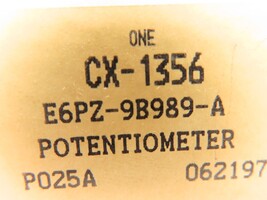 ONE
CX-1356
E6PZ-9B989-A
POTENTIOMETER
P025A 062197